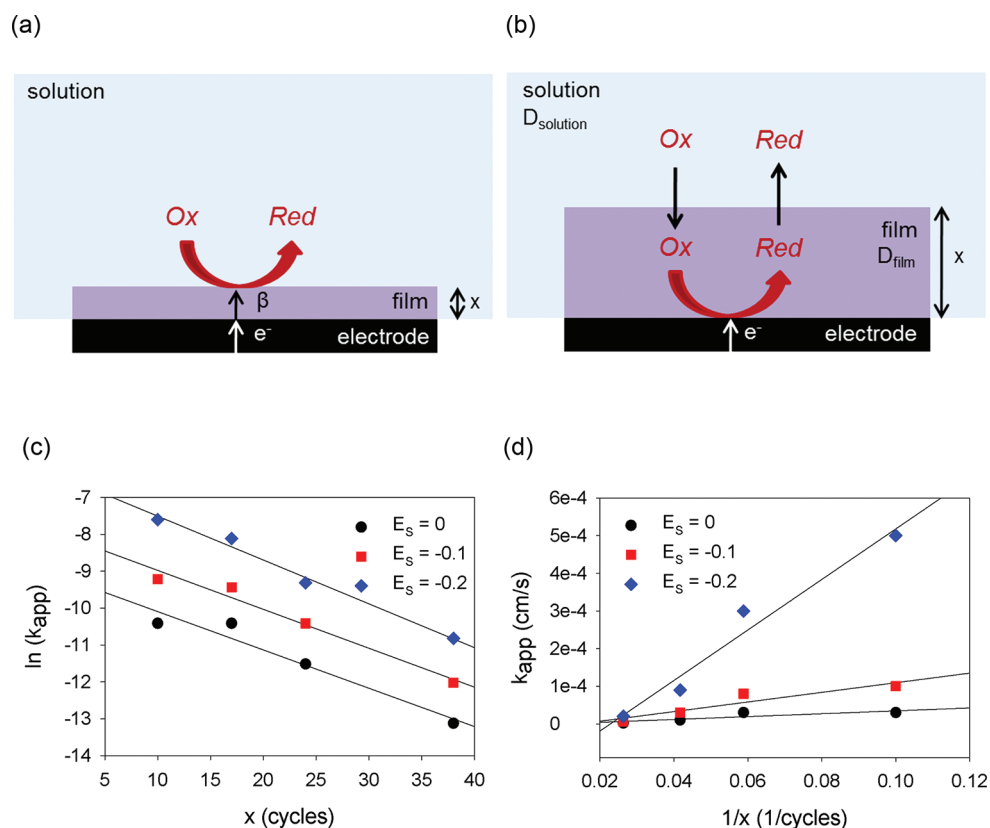 (a)
solution
Ox Red
β
film
x
e-
electrode
(b)
solution
Dsolution
Ox Red
film
Ox Red
Dfilm
x
e-
electrode
(c)
-7
-8
-9
-10
-11
-12
-13
-14
ln (kapp)
ES = 0
ES = -0.1
ES = -0.2
5 10 15 20 25 30 35 40
x (cycles)
(d)
6e-4
5e-4
4e-4
3e-4
2e-4
1e-4
0
kapp (cm/s)
ES = 0
ES = -0.1
ES = -0.2
0.02 0.04 0.06 0.08 0.10 0.12
1/x (1/cycles)